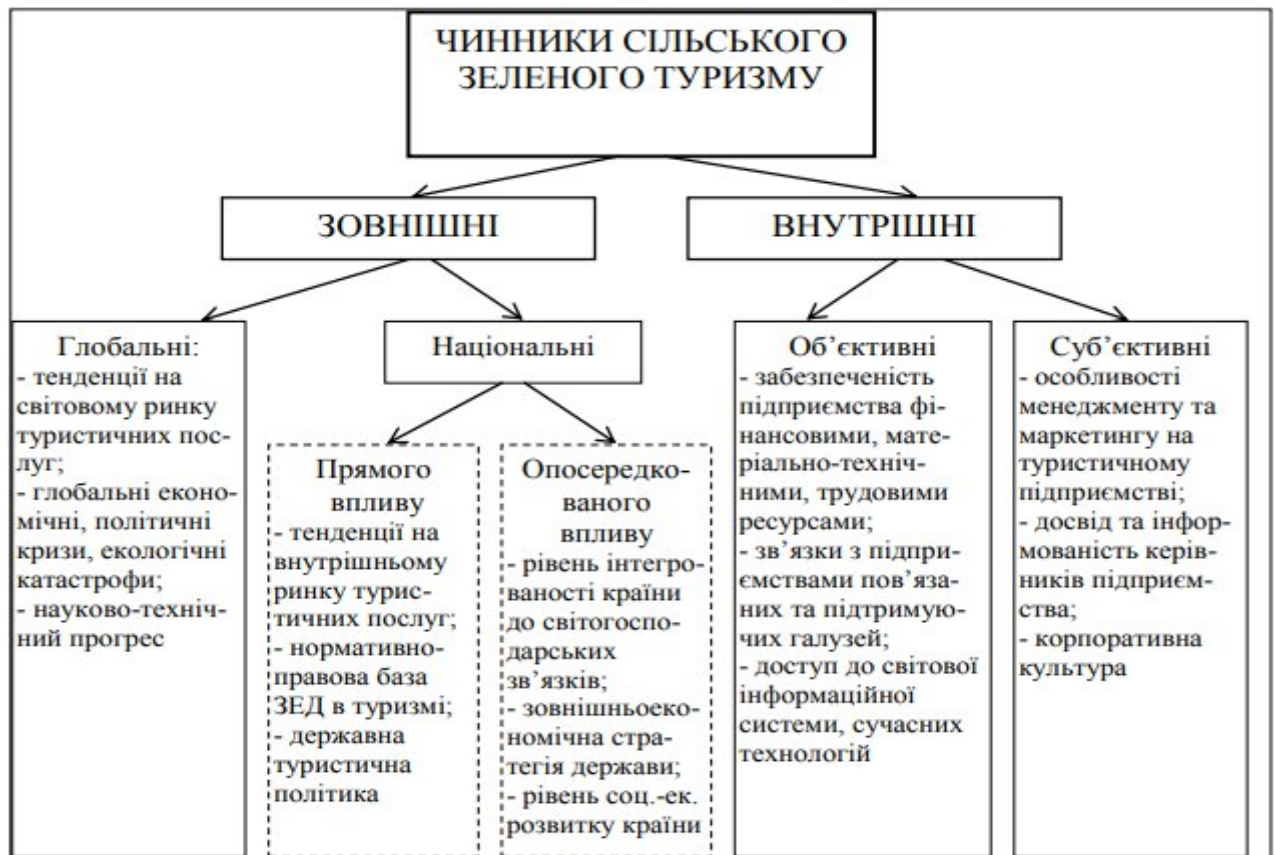 ЧИННИКИ СІЛЬСЬКОГО
ЗЕЛЕНОГО ТУРИЗМУ
ЗОВНІШНІ
ВНУТРІШНІ
Глобальні:
- тенденції на
світовому ринку
туристичних пос-
луг;
- глобальні еконо-
мічні, політичні
кризи, екологічні
катастрофи;
- науково-техніч-
ний прогрес
Національні
Прямого
впливу
- тенденції на
внутрішньому
ринку турис-
тичних послуг;
- нормативно-
правова база
ЗЕД в туризмі;
- державна
туристична
політика
Опосередко-
ваного
впливу
- рівень інтегро-
ваності країни
до світогоспо-
дарських
зв’язків;
- зовнішньоеко-
номічна стра-
тегія держави;
- рівень соц.-ек.
розвитку країни
Об’єктивні
- забезпеченість
підприємства фі-
нансовими, мате-
ріально-техніч-
ними, трудовими
ресурсами;
- зв’язки з підпри-
ємствами пов’яза-
них та підтримую-
чих галузей;
- доступ до світової
інформаційної
системи, сучасних
технологій
Суб’єктивні
- особливості
менеджменту та
маркетингу на
туристичному
підприємстві;
- досвід та інфор-
мованість керів-
ників підприєм-
ства;
- корпоративна
культура